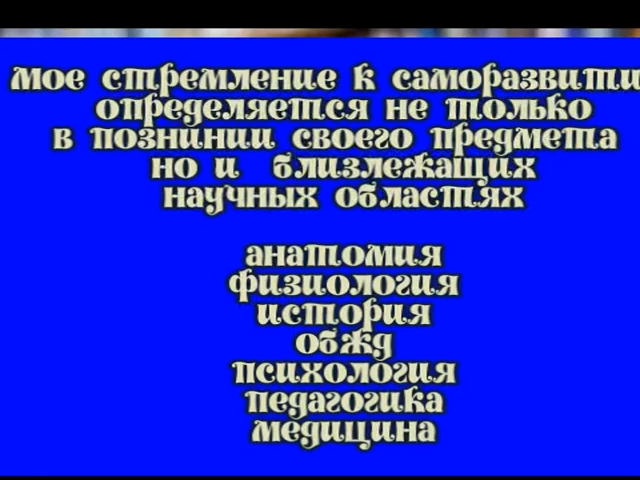 мое стремление к саморазвити
определяется не только
в познинии своего предмета
но и близлежащих
научных областях
анатомия
физиология
история
обжд
психология
педагогика
медицина